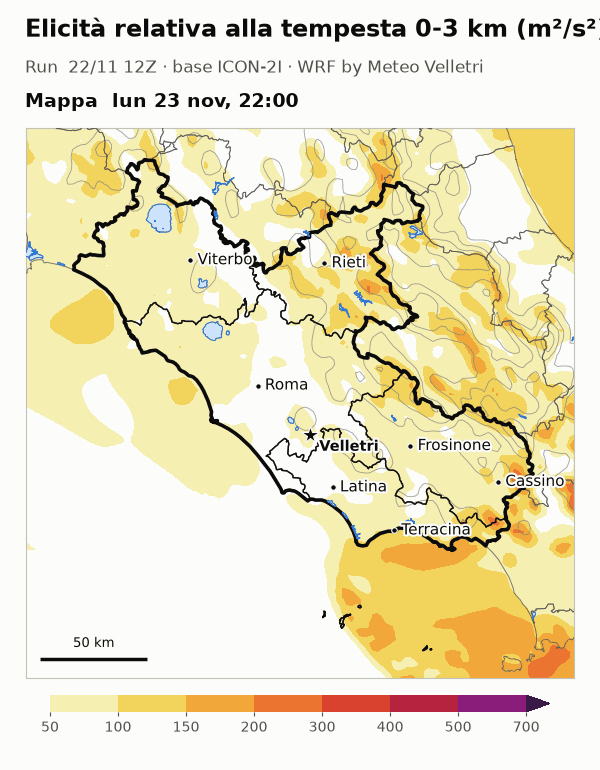 Elicità relativa alla tempesta 0-3 km (m²/s²)
Run 22/11 12Z · base ICON-2I · WRF by Meteo Velletri
Mappa lun 23 nov, 22:00
Viterbo
Rieti
Roma
Velletri
Frosinone
Latina
Cassino
Terracina
50 km
50 100 150 200 300 400 500 700